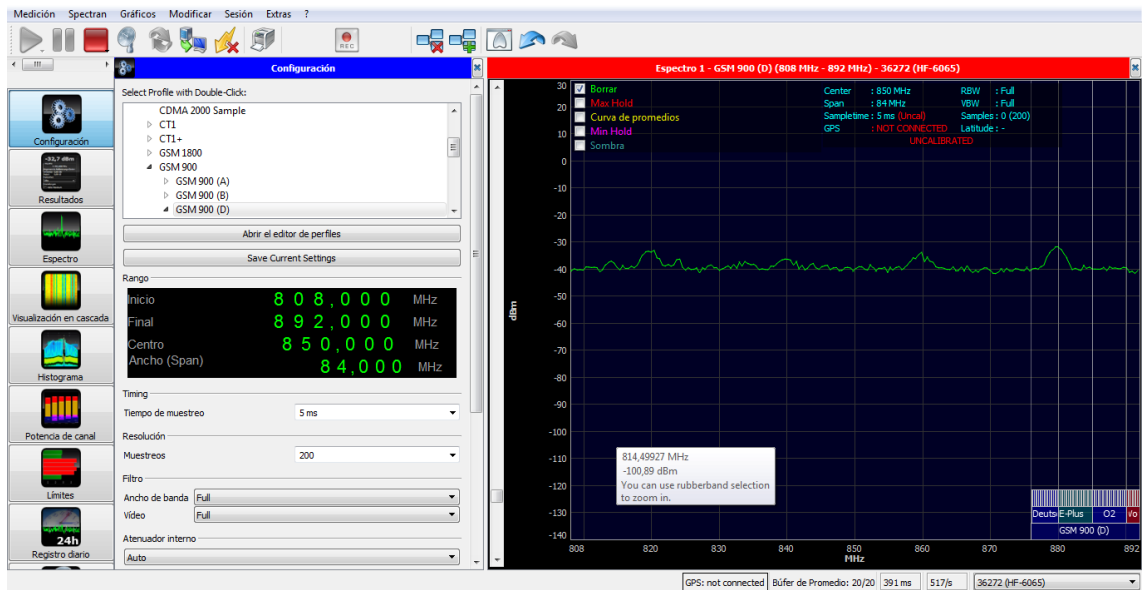 Medición Spectran Gráficos Modificar Sesión Extras ?
REC
Configuración
Espectro 1 - GSM 900 (D) (808 MHz - 892 MHz) - 36272 (HF-6065)
Configuración
-32,7 dBm
Resultados
Espectro
Visualización en cascada
Histograma
Potencia de canal
Límites
24h
Registro diario
Select Profile with Double-Click:
CDMA 2000 Sample
CT1
CT1+
GSM 1800
GSM 900
GSM 900 (A)
GSM 900 (B)
GSM 900 (D)
Abrir el editor de perfiles
Save Current Settings
Rango
Inicio 808,000 MHz
Final 892,000 MHz
Centro 850,000 MHz
Ancho (Span) 84,000 MHz
Timing
Tiempo de muestreo 5 ms
Resolución
Muestreos 200
Filtro
Ancho de banda Full
Vídeo Full
Atenuador interno
Auto
Borrar
Max Hold
Curva de promedios
Min Hold
Sombra
Center : 850 MHz RBW : Full
Span : 84 MHz VBW : Full
Sampletime : 5 ms (Uncal) Samples : 0 (200)
GPS : NOT CONNECTED Latitude : -
UNCALIBRATED
30
20
10
0
-10
-20
-30
-40
-50
-60
-70
-80
-90
-100
-110
-120
-130
-140
dBm
814,49927 MHz
-100,89 dBm
You can use rubberband selection
to zoom in.
Deuts E-Plus O2 Vo
GSM 900 (D)
808 820 830 840 850 860 870 880 892
MHz
GPS: not connected Búfer de Promedio: 20/20 391 ms 517/s 36272 (HF-6065)